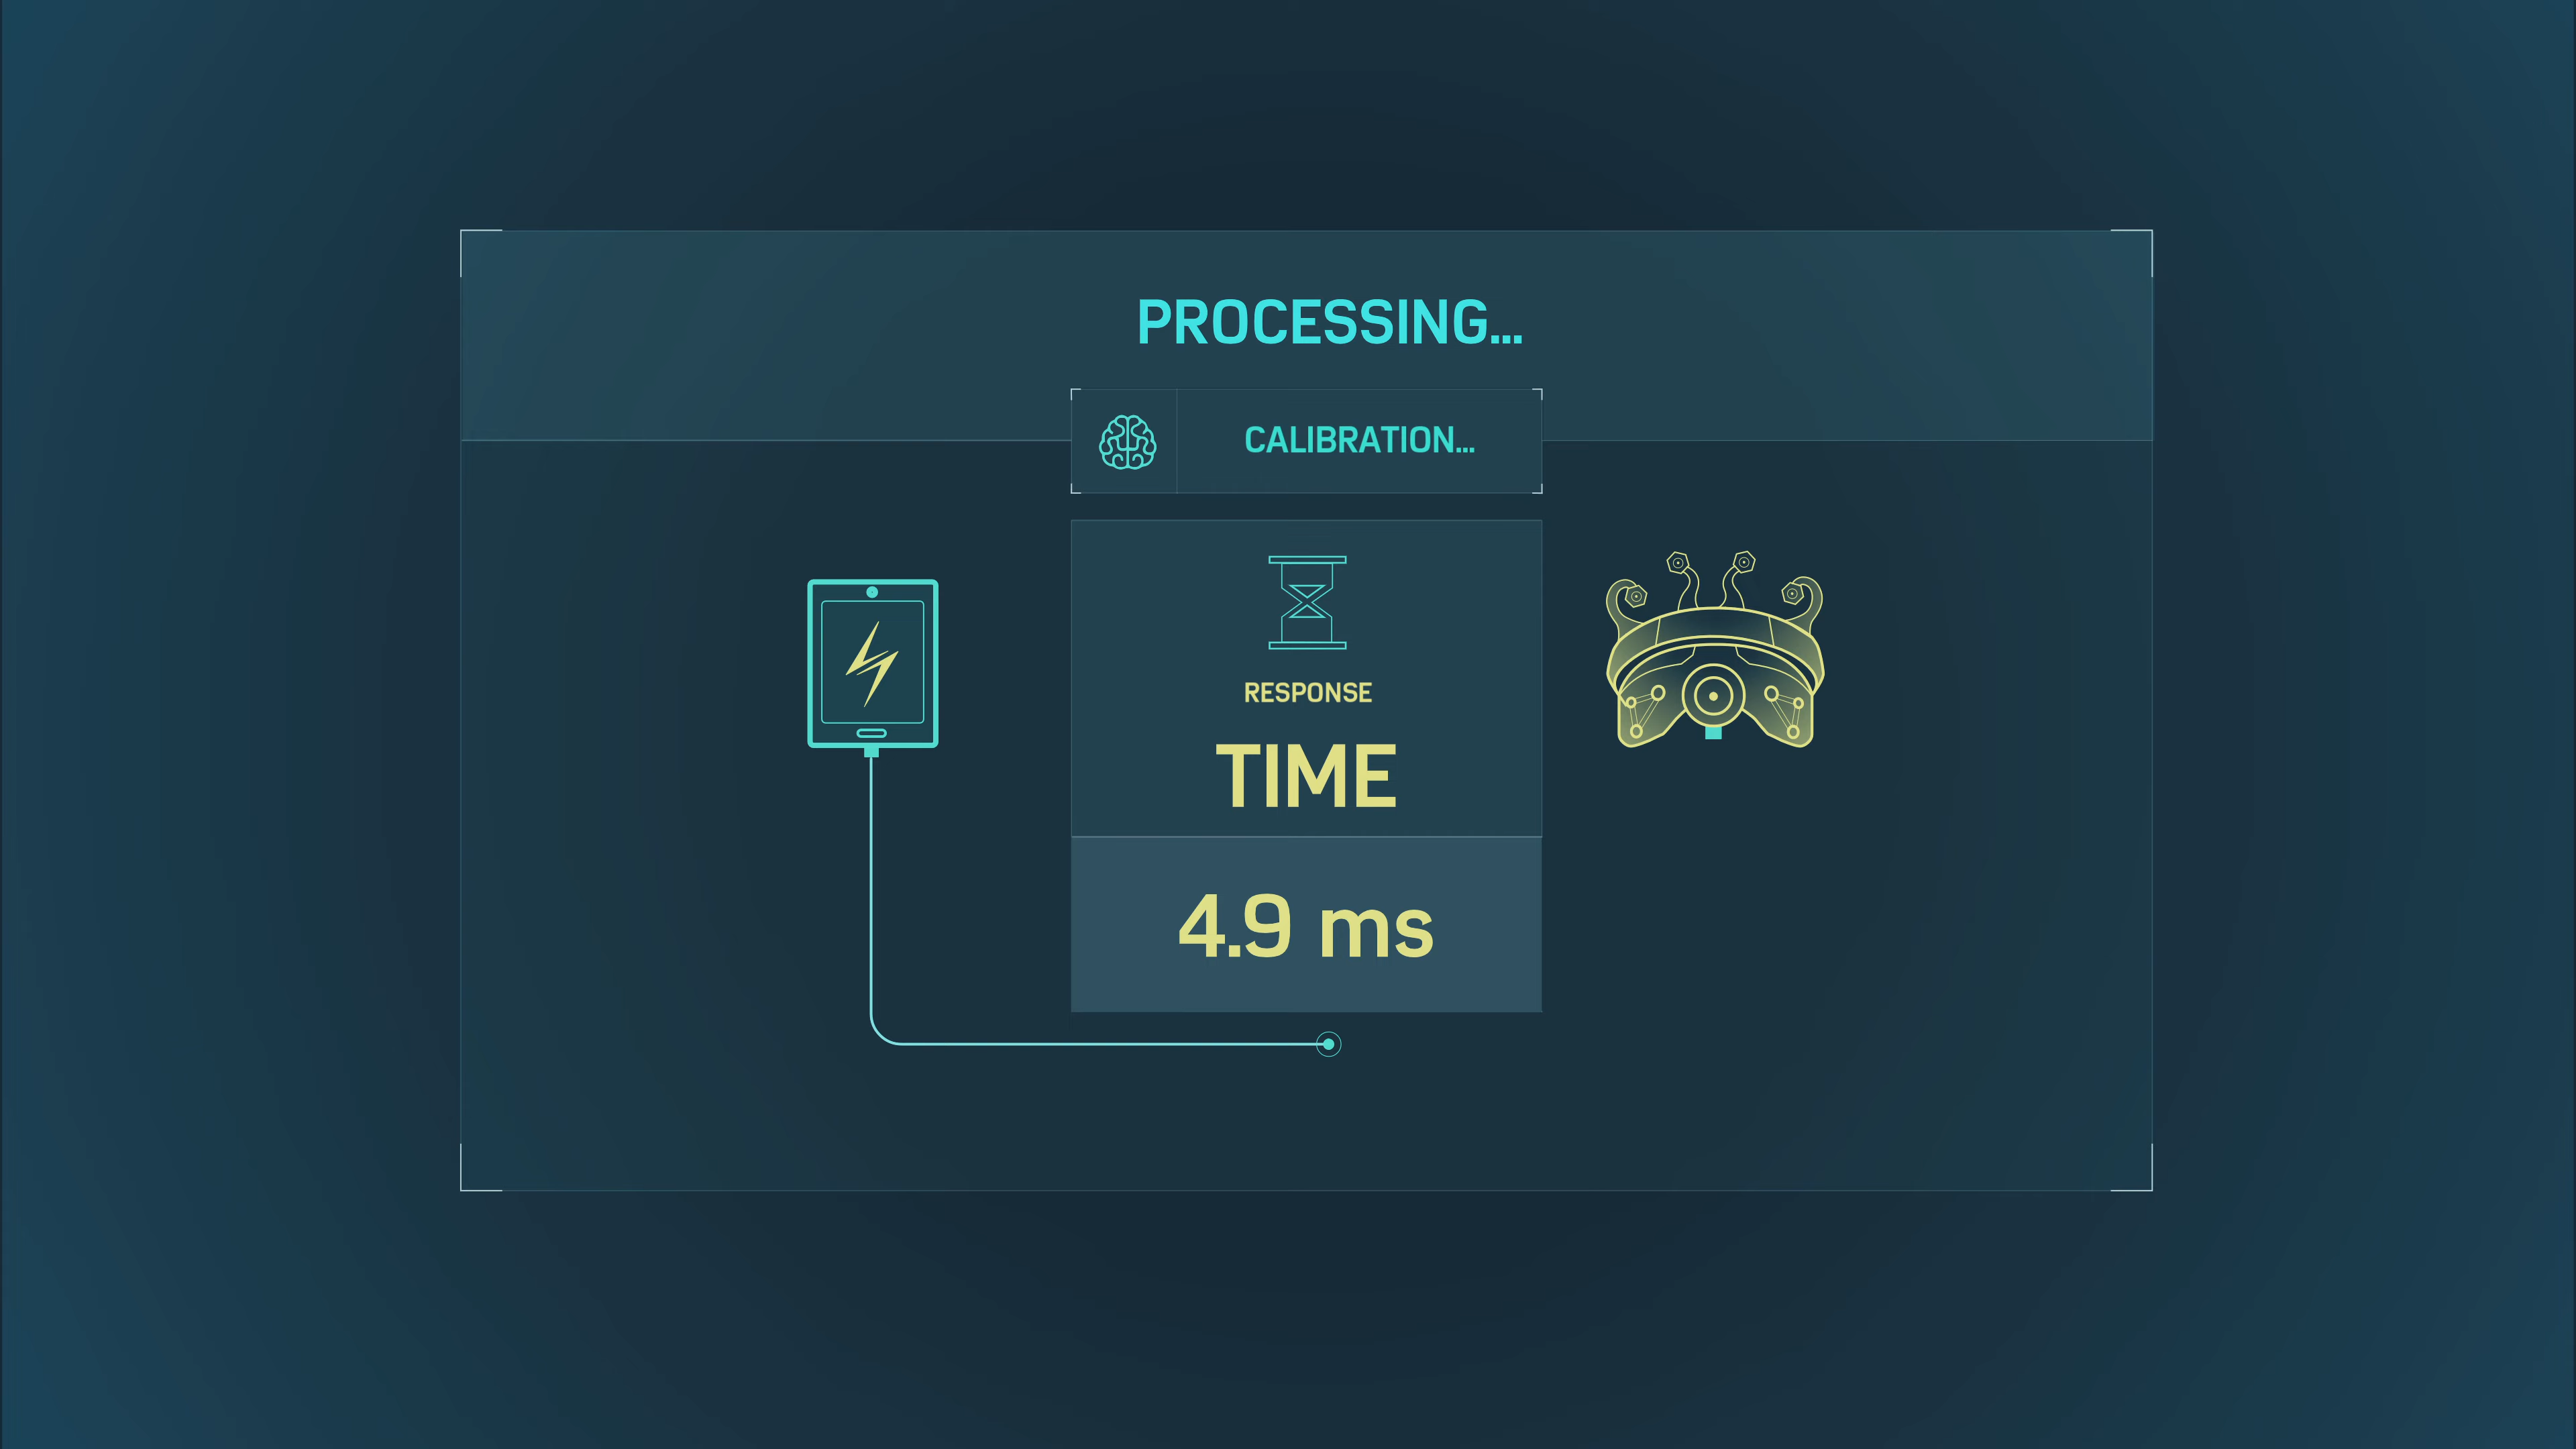 PROCESSING...
CALIBRATION...
RESPONSE
TIME
4.9 ms